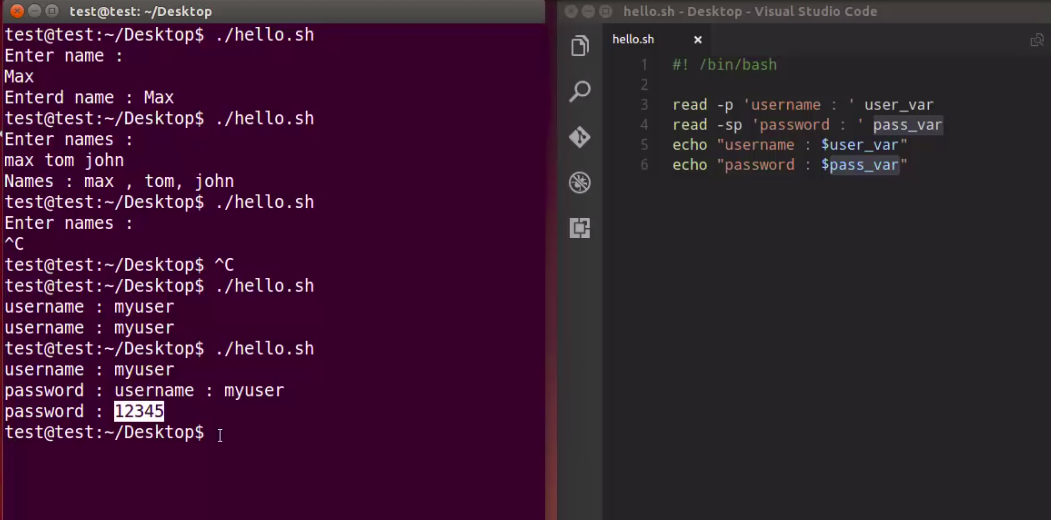 test@test: ~/Desktop
test@test:~/Desktop$ ./hello.sh
Enter name :
Max
Enterd name : Max
test@test:~/Desktop$ ./hello.sh
Enter names :
max tom john
Names : max , tom, john
test@test:~/Desktop$ ./hello.sh
Enter names :
^C
test@test:~/Desktop$ ^C
test@test:~/Desktop$ ./hello.sh
username : myuser
username : myuser
test@test:~/Desktop$ ./hello.sh
username : myuser
password : username : myuser
password : 12345
test@test:~/Desktop$
hello.sh - Desktop - Visual Studio Code
hello.sh
1 #! /bin/bash
2
3 read -p 'username : ' user_var
4 read -sp 'password : ' pass_var
5 echo "username : $user_var"
6 echo "password : $pass_var"